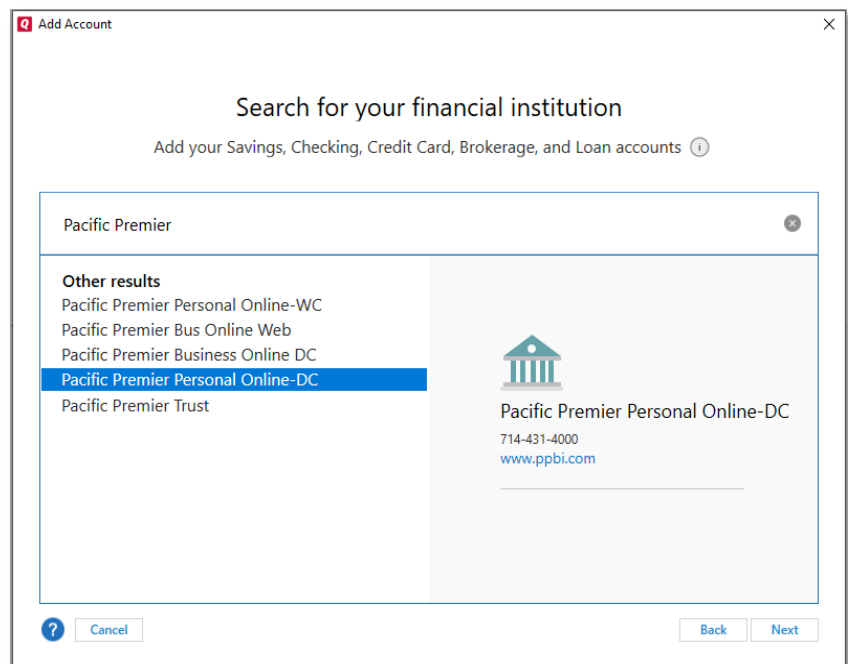 Add Account
Search for your financial institution
Add your Savings, Checking, Credit Card, Brokerage, and Loan accounts
Pacific Premier
Other results
Pacific Premier Personal Online-WC
Pacific Premier Bus Online Web
Pacific Premier Business Online DC
Pacific Premier Personal Online-DC
Pacific Premier Trust
Pacific Premier Personal Online-DC
714-431-4000
www.ppbi.com
? Cancel Back Next